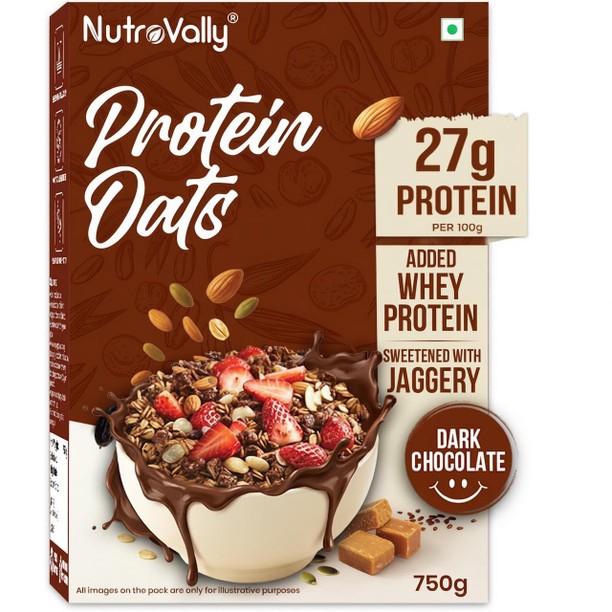 NutroVally®
Protein
Oats
27g
PROTEIN
PER 100g
ADDED
WHEY
PROTEIN
SWEETENED WITH
JAGGERY
DARK
CHOCOLATE
All images on the pack are only for illustrative purposes
750g